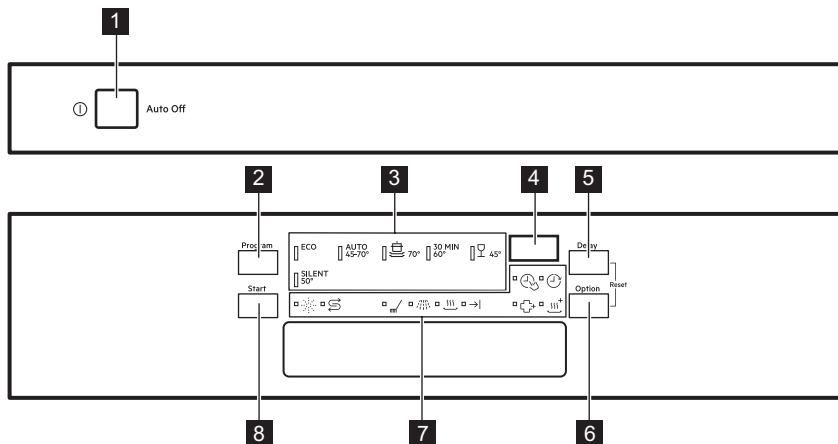 1
Auto Off
2
3
4
5
Program
ECO
AUTO
45-70°
70°
30 MIN
60°
45°
Delay
SILENT
50°
Start
Reset
Option
8
7
6